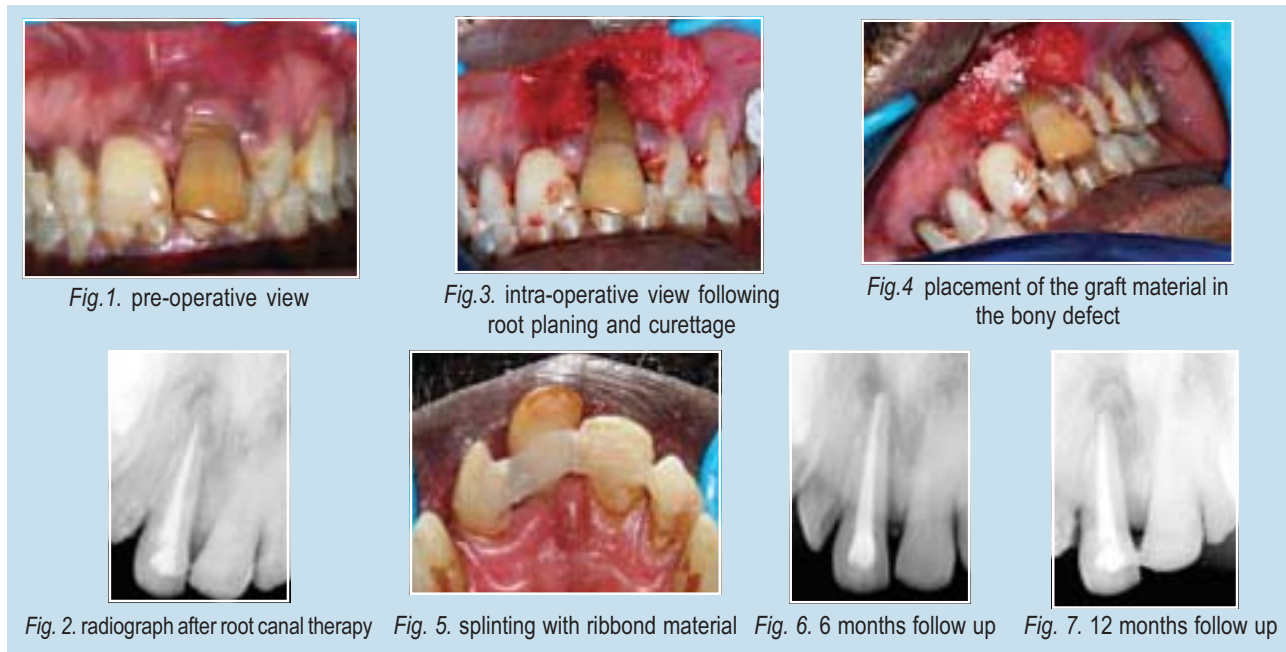 Fig.1. pre-operative view
Fig.3. intra-operative view following
root planing and curettage
Fig.4 placement of the graft material in
the bony defect
Fig. 2. radiograph after root canal therapy
Fig. 5. splinting with ribbond material
Fig. 6. 6 months follow up
Fig. 7. 12 months follow up